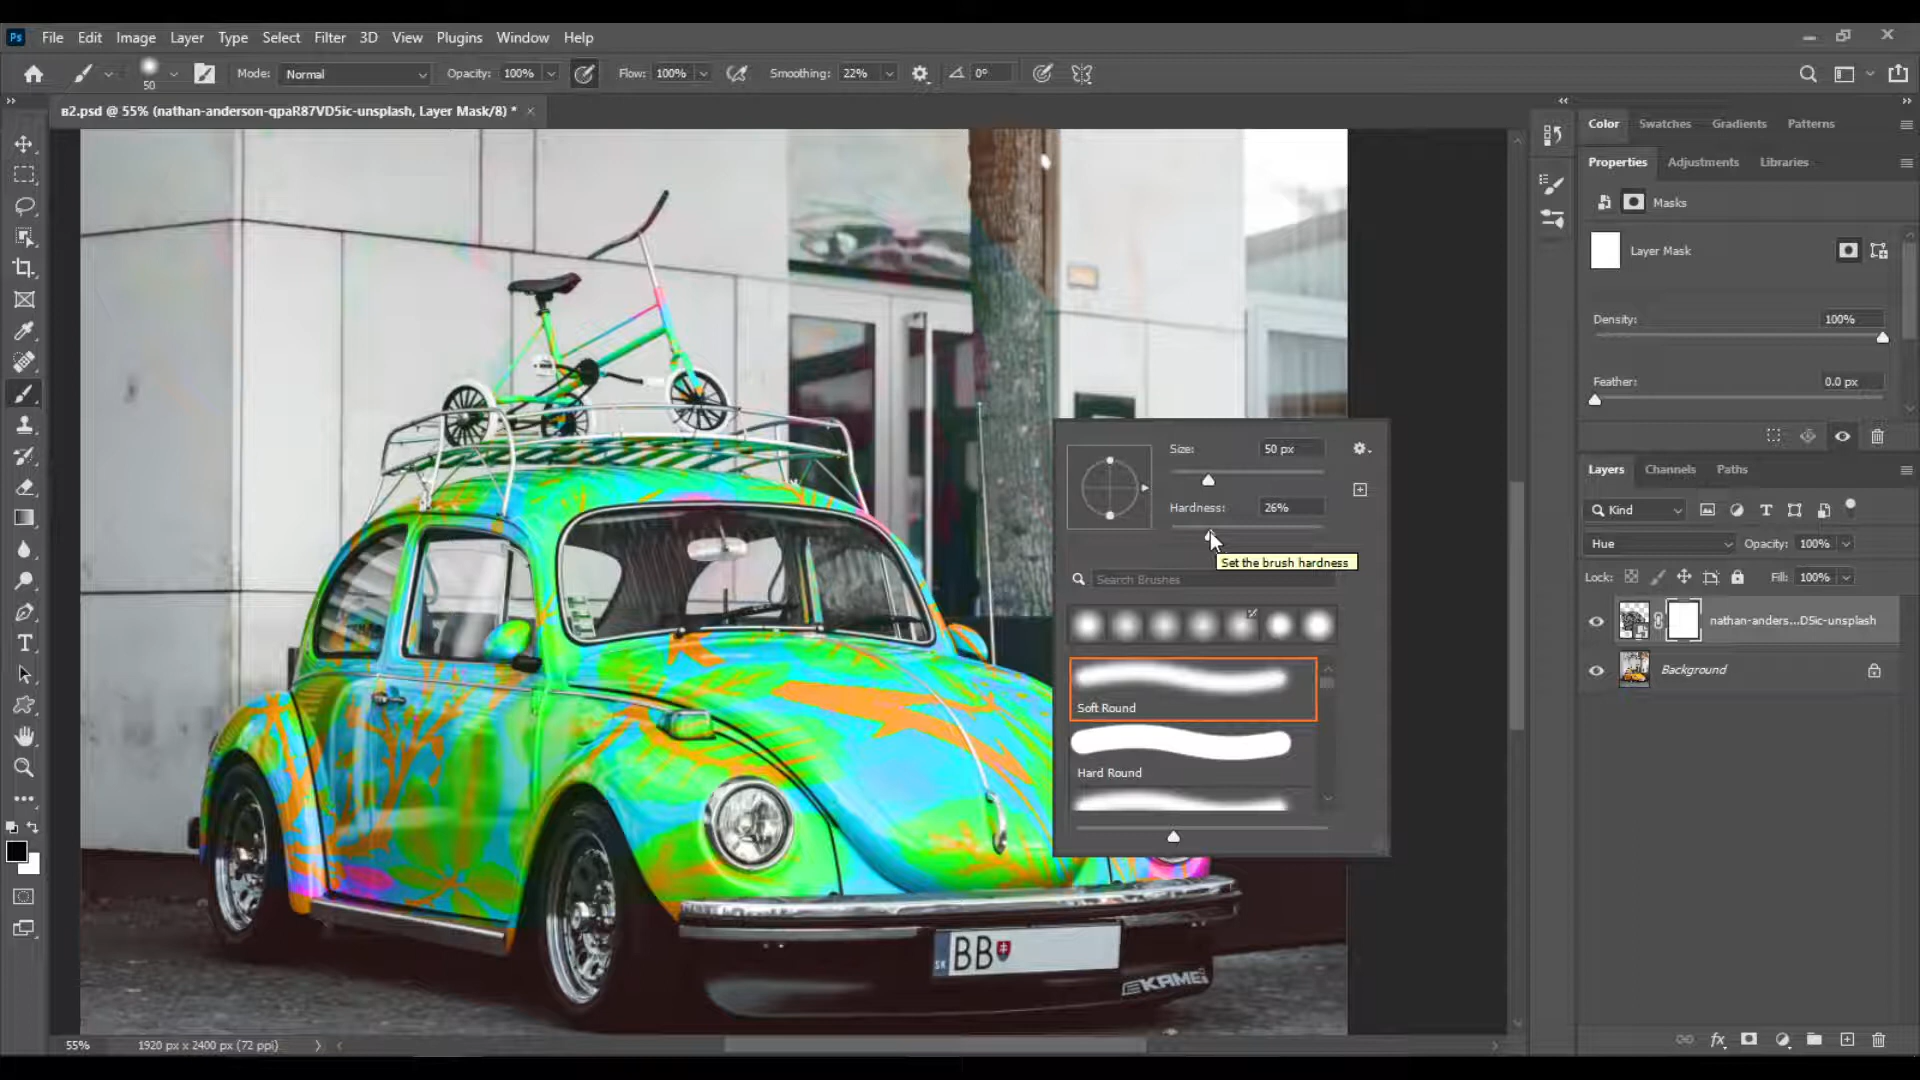 Ps File Edit Image Layer Type Select Filter 3D View Plugins Window Help
50 Mode: Normal Opacity: 100% Flow: 100% Smoothing: 22% 0°
в2.psd @ 55% (nathan-anderson-qpaR87VD5ic-unsplash, Layer Mask/8) *
Color Swatches Gradients Patterns
Properties Adjustments Libraries
Masks
Layer Mask
Density: 100%
Feather: 0.0 px
Size: 50 px
Hardness: 26%
Set the brush hardness
Search Brushes
Soft Round
Hard Round
Layers Channels Paths
Kind
Hue Opacity: 100%
Lock: Fill: 100%
nathan-anders...D5ic-unsplash
Background
SK BB
KAMEI
55% 1920 px x 2400 px (72 ppi)